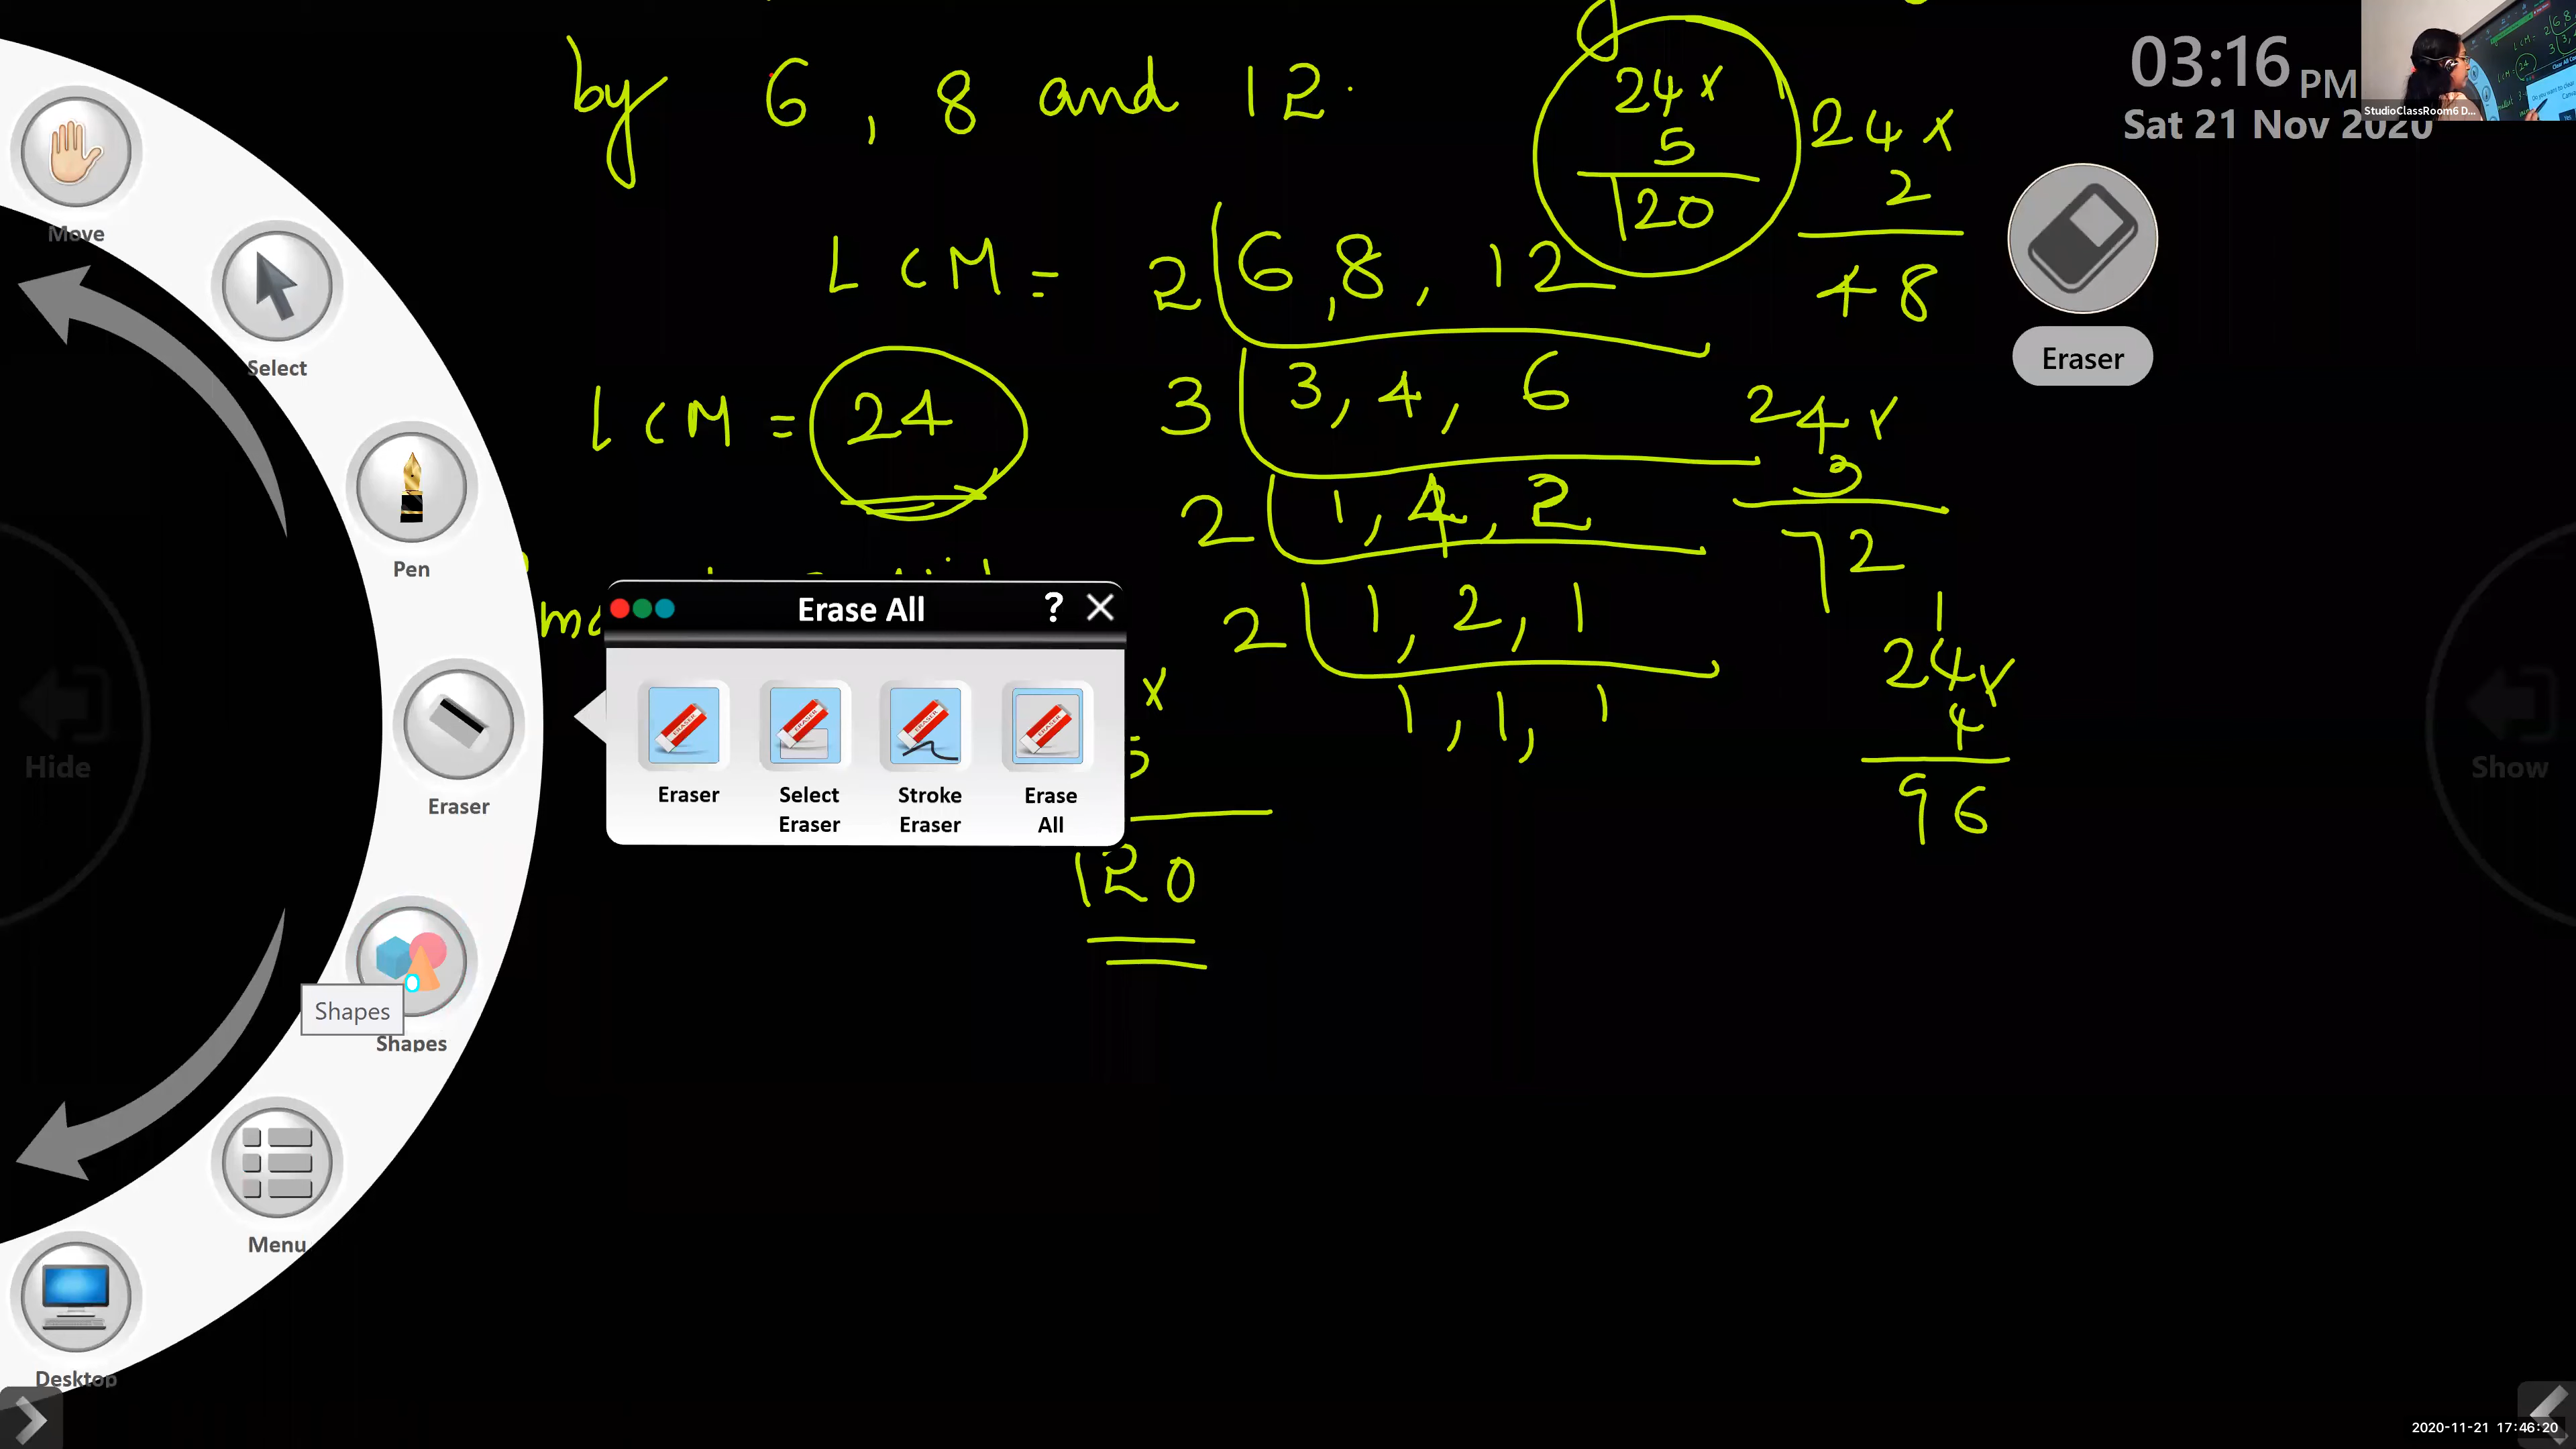 by 6, 8 and 12.
24 x
5
120
24 x
2
48
LCM = 2 6, 8, 12
3 3, 4, 6
2 1, 4, 2
2 1, 2, 1
1, 1, 1
LCM = 24
24 x
3
72
1
24 x
4
96
x
5
120
03:16 PM
Sat 21 Nov 2020
StudioClassRoom6 D...
Eraser
Move
Select
Pen
Eraser
Shapes
Shapes
Menu
Desktop
Hide
Show
Erase All
?
Eraser
Select Eraser
Stroke Eraser
Erase All
2020-11-21 17:46:20